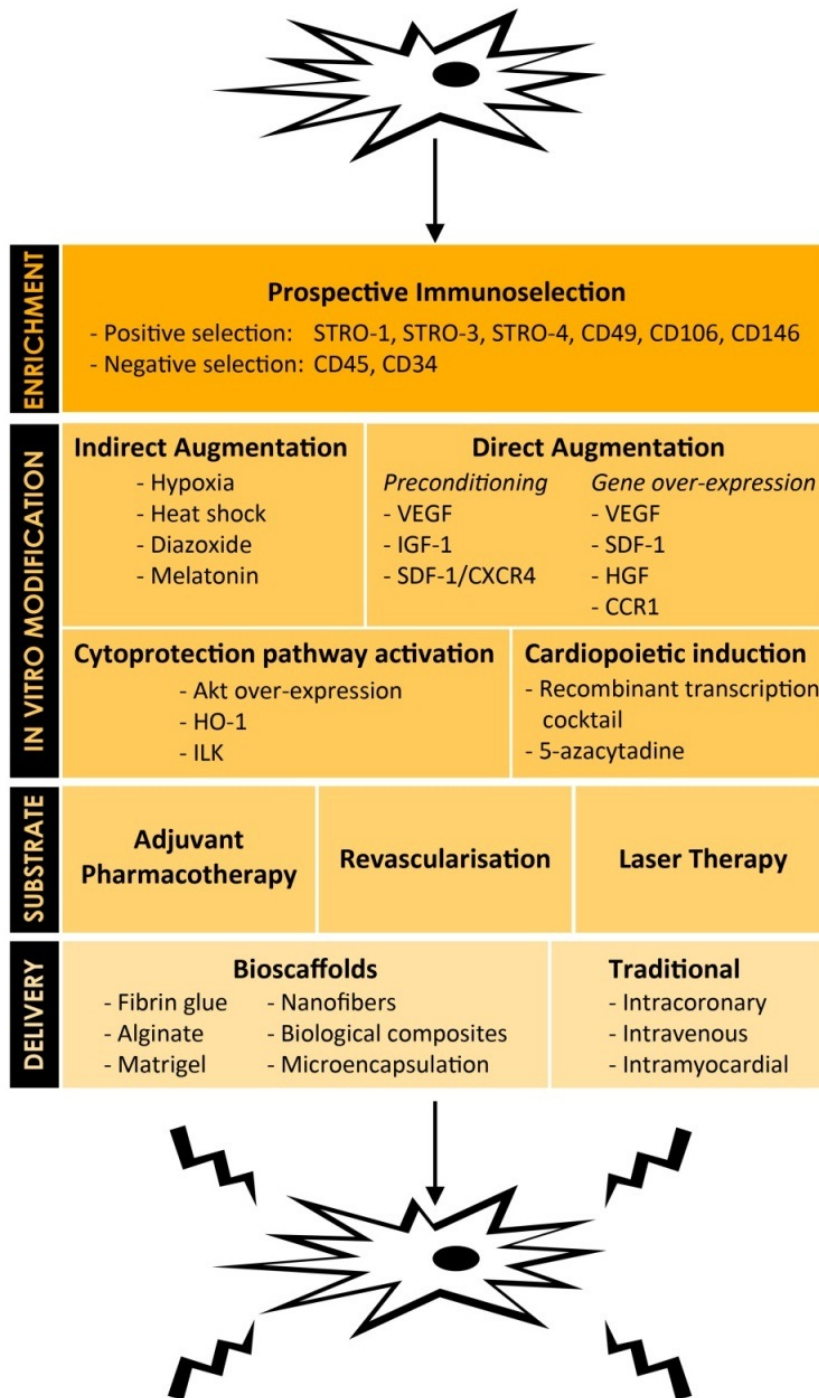 ENRICHMENT
Prospective Immunoselection
- Positive selection: STRO-1, STRO-3, STRO-4, CD49, CD106, CD146
- Negative selection: CD45, CD34
IN VITRO MODIFICATION
Indirect Augmentation
- Hypoxia
- Heat shock
- Diazoxide
- Melatonin
Direct Augmentation
Preconditioning
- VEGF
- IGF-1
- SDF-1/CXCR4
Gene over-expression
- VEGF
- SDF-1
- HGF
- CCR1
Cytoprotection pathway activation
- Akt over-expression
- HO-1
- ILK
Cardiopoietic induction
- Recombinant transcription
cocktail
- 5-azacytadine
SUBSTRATE
Adjuvant
Pharmacotherapy
Revascularisation
Laser Therapy
DELIVERY
Bioscaffolds
- Fibrin glue
- Alginate
- Matrigel
- Nanofibers
- Biological composites
- Microencapsulation
Traditional
- Intracoronary
- Intravenous
- Intramyocardial